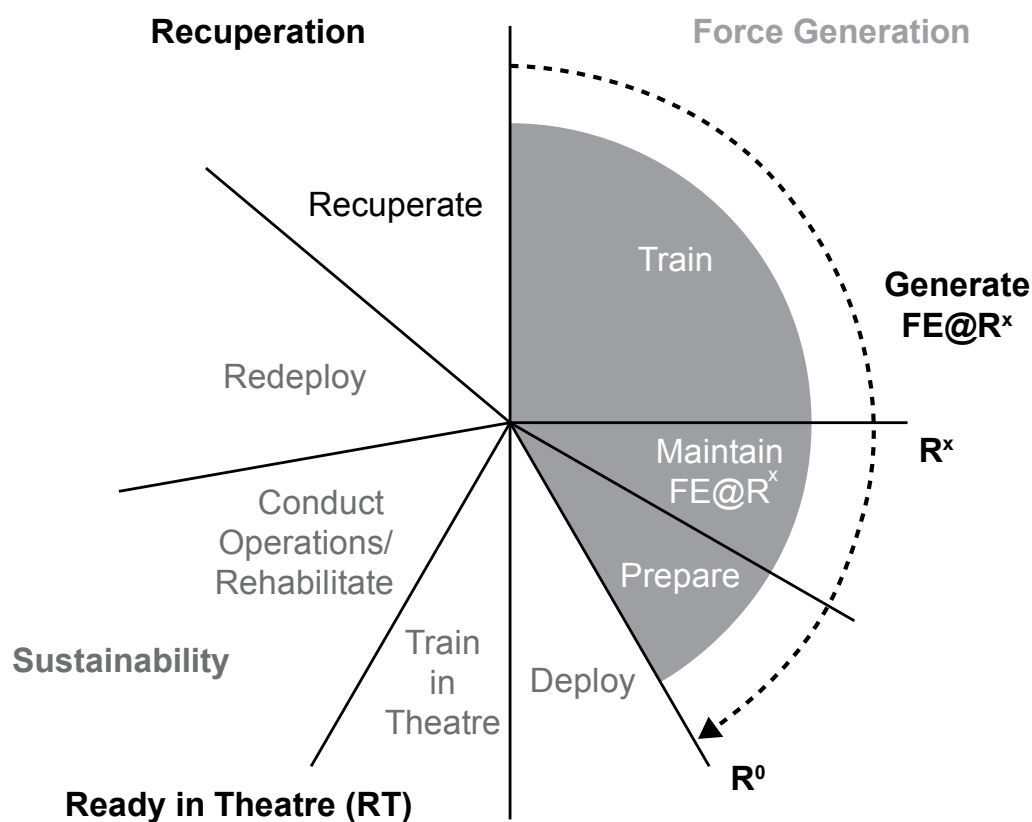 Recuperation
Force Generation
Recuperate
Train
Generate
FE@Rˣ
Redeploy
Maintain
FE@Rˣ
Rˣ
Conduct
Operations/
Rehabilitate
Prepare
Sustainability
Train
in
Theatre
Deploy
R⁰
Ready in Theatre (RT)